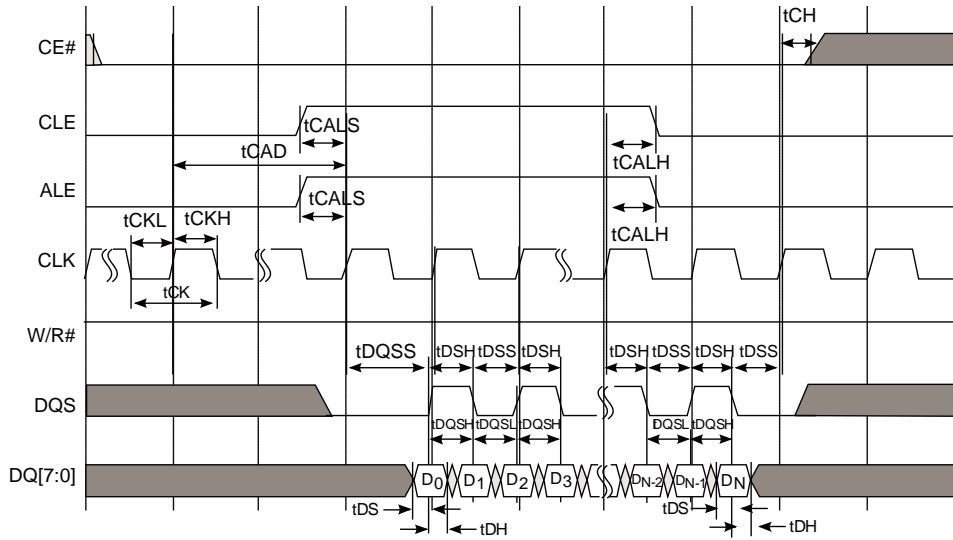 tCH
CE#
CLE
tCALS
tCAD
tCALH
ALE
tCALS
tCKL
tCKH
tCALH
CLK
tCK
W/R#
tDQSS
tDSH
tDSS
tDSH
tDSH
tDSS
tDSH
tDSS
DQS
tDQSH
tDQSL
tDQSH
tDQSL
tDQSH
DQ[7:0]
D0
D1
D2
D3
DN-2
DN-1
DN
tDS
tDH
tDS
tDH